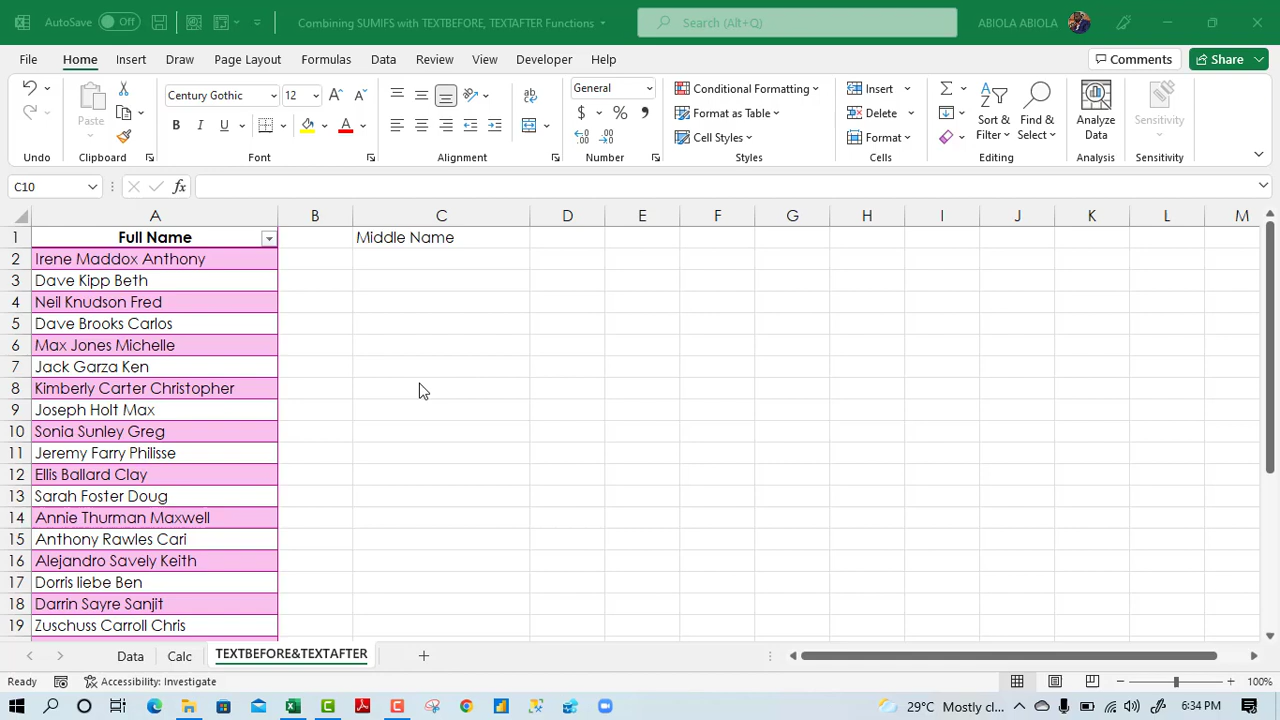 AutoSave Off Combining SUMIFS with TEXTBEFORE, TEXTAFTER Functions Search (Alt+Q) ABIOLA ABIOLA
File Home Insert Draw Page Layout Formulas Data Review View Developer Help Comments Share
Century Gothic 12 General Conditional Formatting Insert
Paste Format as Table Delete Sort & Filter Find & Select Analyze Data Sensitivity
B I U A $ % Cell Styles Format
Undo Clipboard Font Alignment Number Styles Cells Editing Analysis Sensitivity
C10 fx
A B C D E F G H I J K L M
1 Full Name Middle Name
2 Irene Maddox Anthony
3 Dave Kipp Beth
4 Neil Knudson Fred
5 Dave Brooks Carlos
6 Max Jones Michelle
7 Jack Garza Ken
8 Kimberly Carter Christopher
9 Joseph Holt Max
10 Sonia Sunley Greg
11 Jeremy Farry Philisse
12 Ellis Ballard Clay
13 Sarah Foster Doug
14 Annie Thurman Maxwell
15 Anthony Rawles Cari
16 Alejandro Savely Keith
17 Dorris liebe Ben
18 Darrin Sayre Sanjit
19 Zuschuss Carroll Chris
Data Calc TEXTBEFORE&TEXTAFTER
Ready Accessibility: Investigate 100%
29°C Mostly cl... 6:34 PM